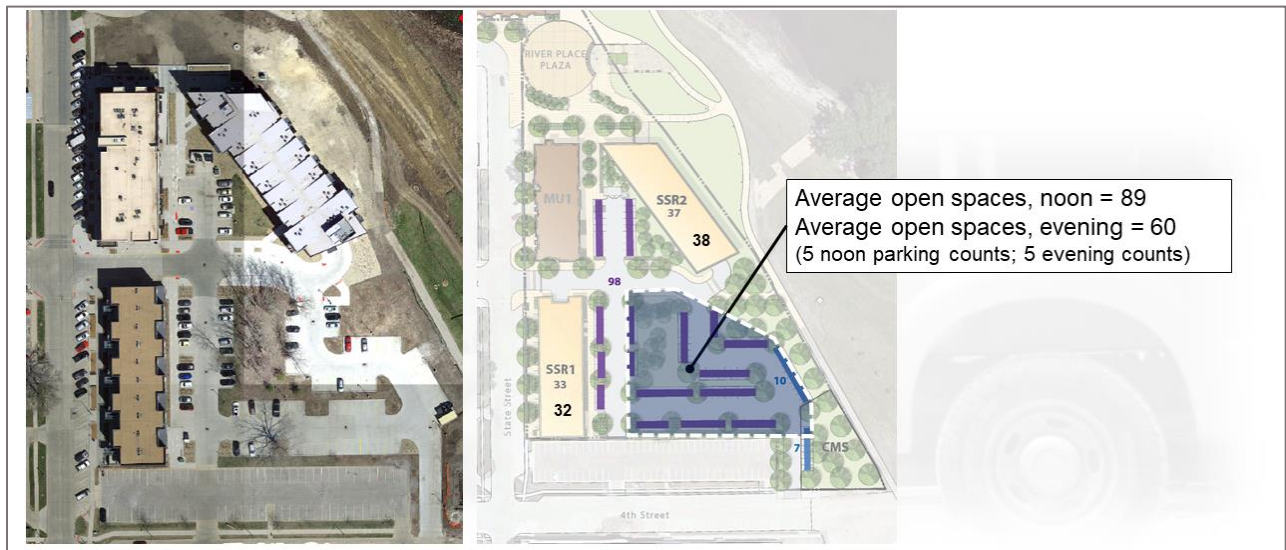 RIVER PLACE
PLAZA
MU1
SSR2
37
38
Average open spaces, noon = 89
Average open spaces, evening = 60
(5 noon parking counts; 5 evening counts)
98
SSR1
33
32
10
7
CMS
State Street
4th Street